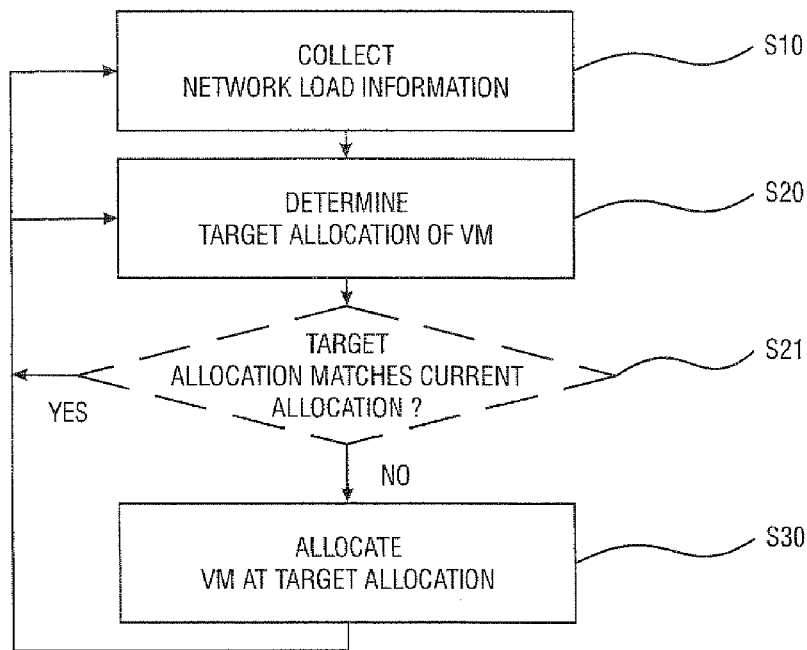 COLLECT
NETWORK LOAD INFORMATION
S10
DETERMINE
TARGET ALLOCATION OF VM
S20
TARGET
ALLOCATION MATCHES CURRENT
ALLOCATION ?
S21
YES
NO
ALLOCATE
VM AT TARGET ALLOCATION
S30